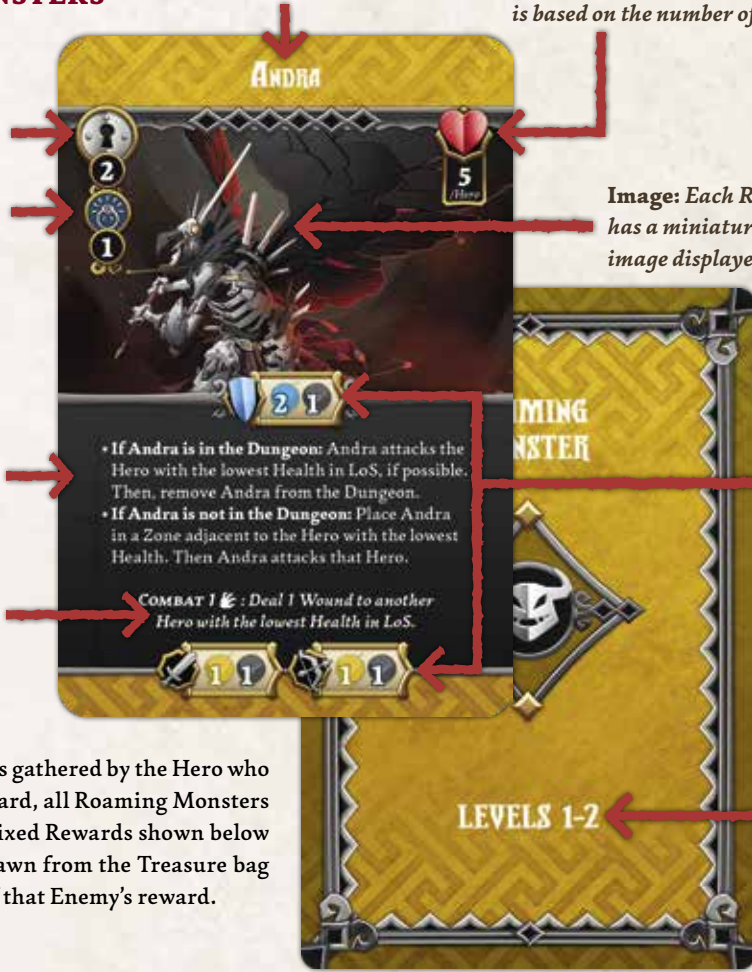 NSTERS
is based on the number of
ANDRA
2
1
5
/Hero
Image: Each R
has a miniatur
image displaye
2 1
• If Andra is in the Dungeon: Andra attacks the
Hero with the lowest Health in LoS, if possible.
Then, remove Andra from the Dungeon.
• If Andra is not in the Dungeon: Place Andra
in a Zone adjacent to the Hero with the lowest
Health. Then Andra attacks that Hero.
COMBAT 1 : Deal 1 Wound to another
Hero with the lowest Health in LoS.
1 1 1 1
MING
NSTER
LEVELS 1-2
s gathered by the Hero who
ard, all Roaming Monsters
ixed Rewards shown below
awn from the Treasure bag
f that Enemy's reward.